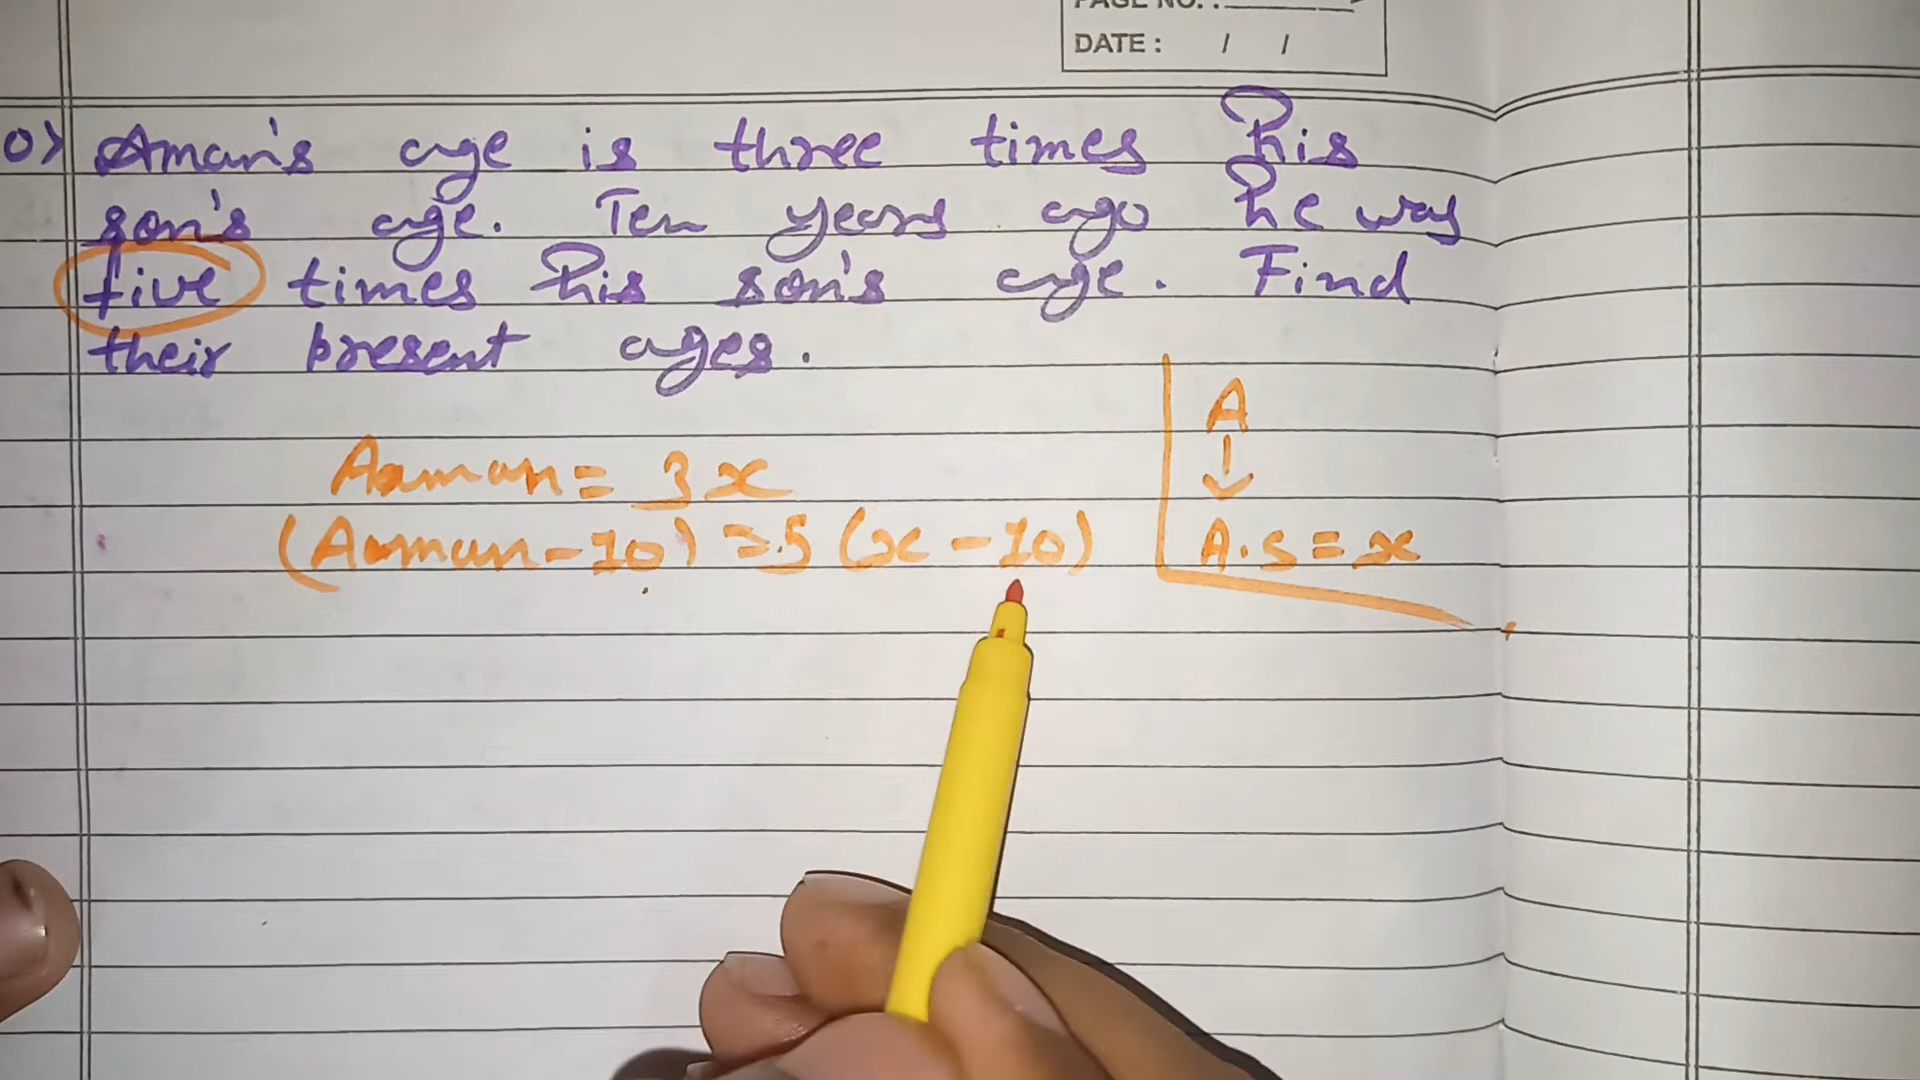 PAGE NO. :
DATE : / /
Q> Aman's age is three times his
son's age. Ten years ago he was
five times his son's age. Find
their present ages.
Aman = 3x
(Aman - 10) = 5 (x - 10)
A
↓
A.S = x